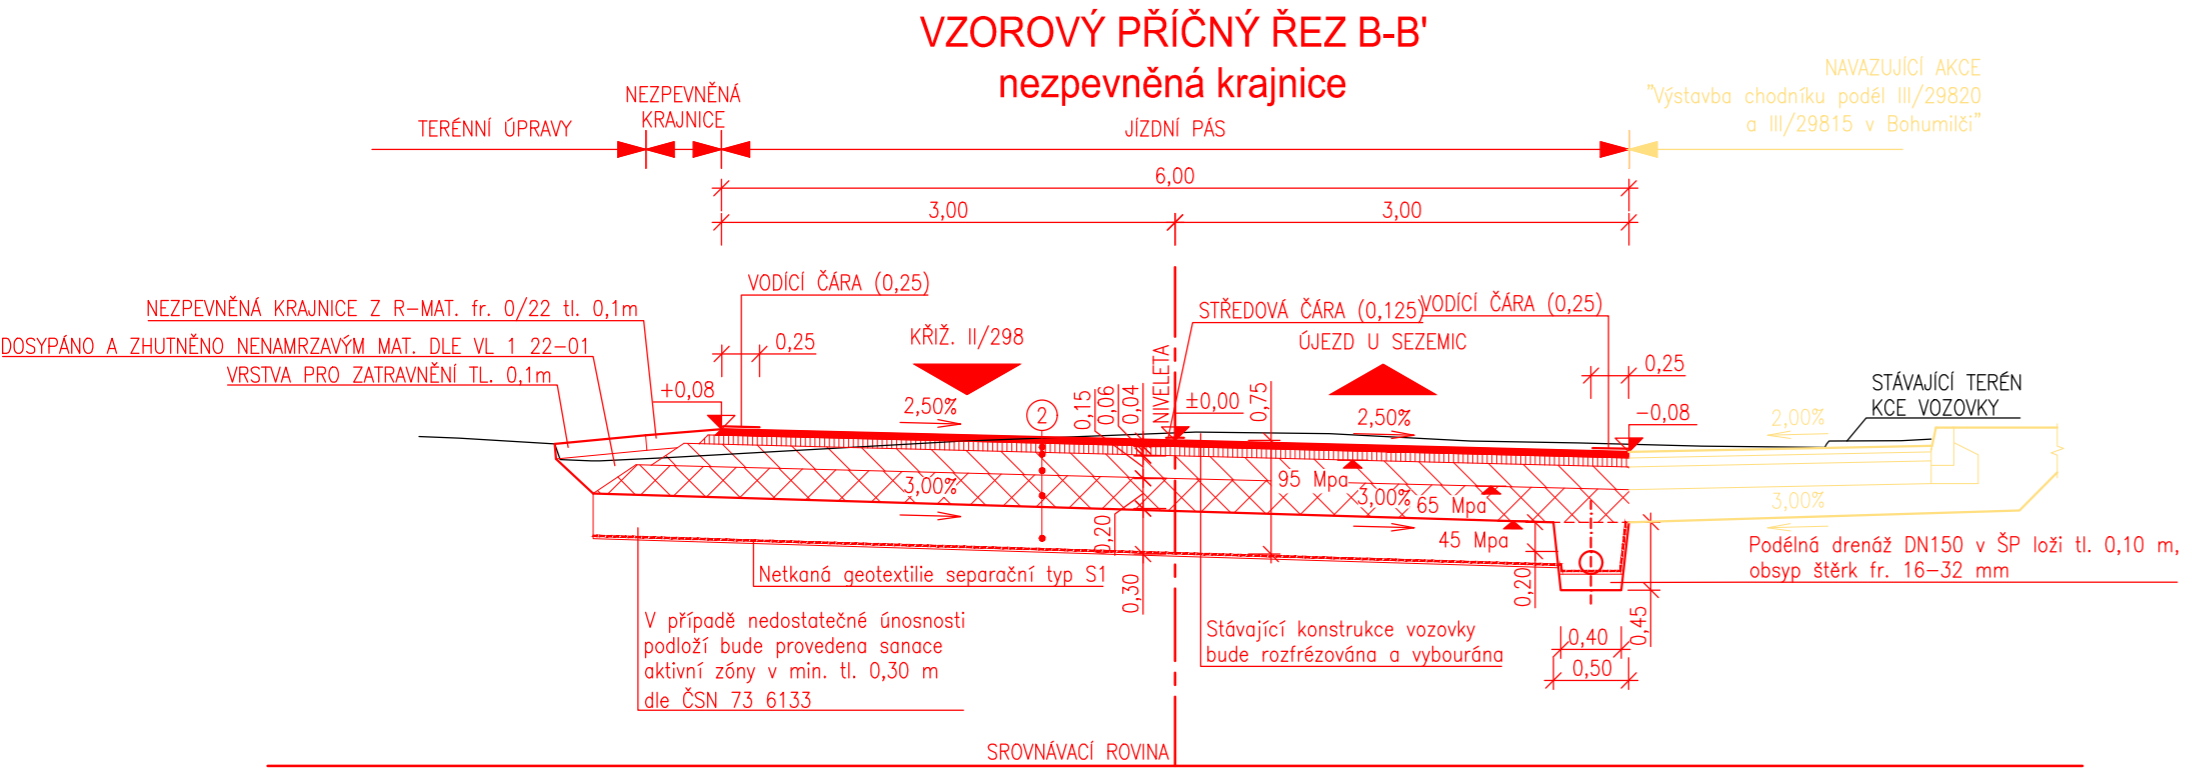 VZOROVÝ PŘÍČNÝ ŘEZ B-B'
nezpevněná krajnice
NAVAZUJÍCÍ AKCE
"Výstavba chodníku podél III/29820
a III/29815 v Bohumilči"
TERÉNNÍ ÚPRAVY
NEZPEVNĚNÁ
KRAJNICE
JÍZDNÍ PÁS
6,00
3,00
3,00
VODÍCÍ ČÁRA (0,25)
NEZPEVNĚNÁ KRAJNICE Z R-MAT. fr. 0/22 tl. 0,1m
DOSYPÁNO A ZHUTNĚNO NENAMRZAVÝM MAT. DLE VL 1 22-01
VRSTVA PRO ZATRAVNĚNÍ TL. 0,1m
+0,08
0,25
KŘIŽ. II/298
2,50%
2
0,15
0,06
0,04
NIVELETA
STŘEDOVÁ ČÁRA (0,125)
VODÍCÍ ČÁRA (0,25)
ÚJEZD U SEZEMIC
±0,00
0,75
2,50%
0,25
-0,08
STÁVAJÍCÍ TERÉN
KCE VOZOVKY
2,00%
3,00%
95 Mpa
3,00%
65 Mpa
45 Mpa
3,00%
0,20
0,30
Netkaná geotextilie separační typ S1
V případě nedostatečné únosnosti
podloží bude provedena sanace
aktivní zóny v min. tl. 0,30 m
dle ČSN 73 6133
Stávající konstrukce vozovky
bude rozfrézována a vybourána
0,20
0,40
0,50
0,45
Podélná drenáž DN150 v ŠP loži tl. 0,10 m,
obsyp štěrk fr. 16-32 mm
SROVNÁVACÍ ROVINA